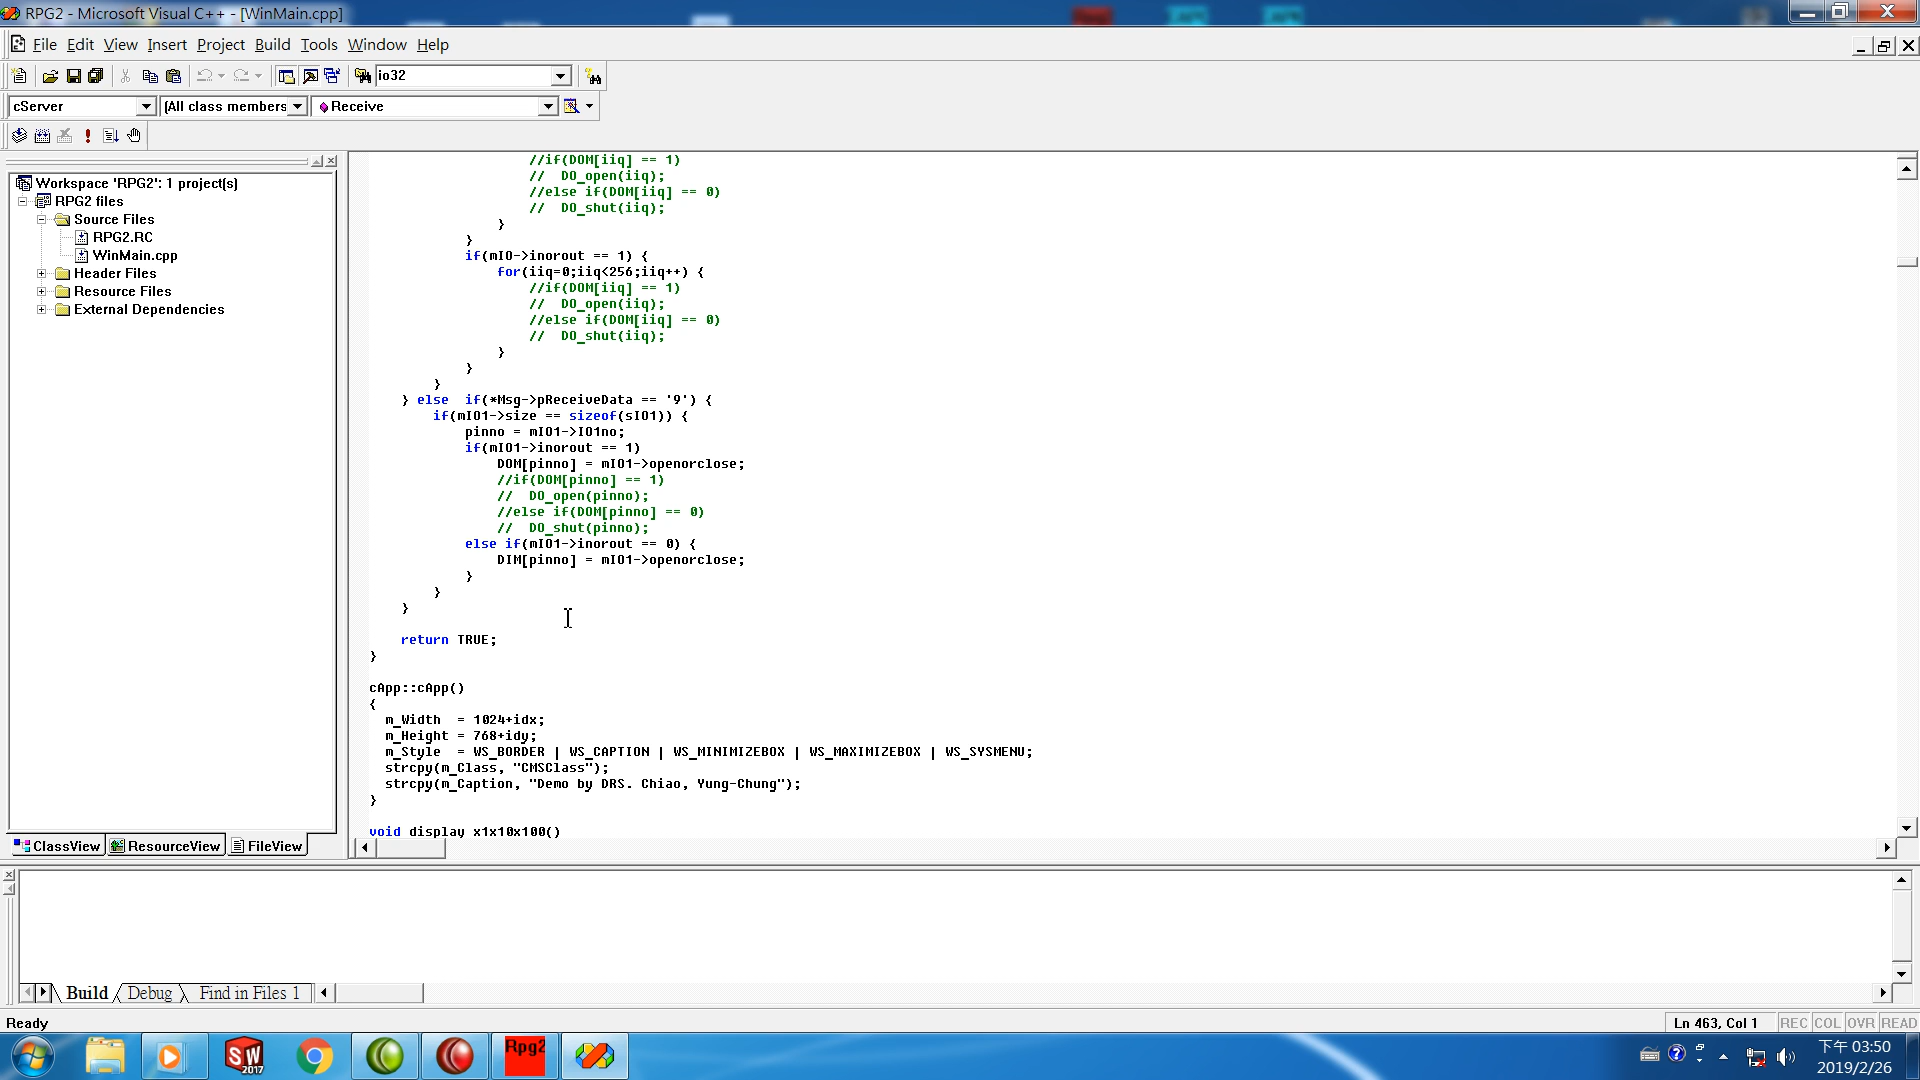 RPG2 - Microsoft Visual C++ - [WinMain.cpp]
File Edit View Insert Project Build Tools Window Help
io32
cServer
(All class members
Receive
Workspace 'RPG2': 1 project(s)
RPG2 files
Source Files
RPG2.RC
WinMain.cpp
Header Files
Resource Files
External Dependencies
ClassView
ResourceView
FileView
//if(DOM[iiq] == 1)
//  DO_open(iiq);
//else if(DOM[iiq] == 0)
//  DO_shut(iiq);
}
}
if(mIO->inorout == 1) {
for(iiq=0;iiq<256;iiq++) {
//if(DOM[iiq] == 1)
//  DO_open(iiq);
//else if(DOM[iiq] == 0)
//  DO_shut(iiq);
}
}
}
} else  if(*Msg->pReceiveData == '9') {
if(mIO1->size == sizeof(sIO1)) {
pinno = mIO1->IO1no;
if(mIO1->inorout == 1)
DOM[pinno] = mIO1->openorclose;
//if(DOM[pinno] == 1)
//  DO_open(pinno);
//else if(DOM[pinno] == 0)
//  DO_shut(pinno);
else if(mIO1->inorout == 0) {
DIM[pinno] = mIO1->openorclose;
}
}
}
return TRUE;
}
cApp::cApp()
{
m_Width  = 1024+idx;
m_Height = 768+idy;
m_Style  = WS_BORDER | WS_CAPTION | WS_MINIMIZEBOX | WS_MAXIMIZEBOX | WS_SYSMENU;
strcpy(m_Class, "CMSClass");
strcpy(m_Caption, "Demo by DRS. Chiao, Yung-Chung");
}
void display_x1x10x100()
Build
Debug
Find in Files 1
Ready
Ln 463, Col 1
REC COL OVR READ
SW
2017
Rpg2
下午 03:50
2019/2/26